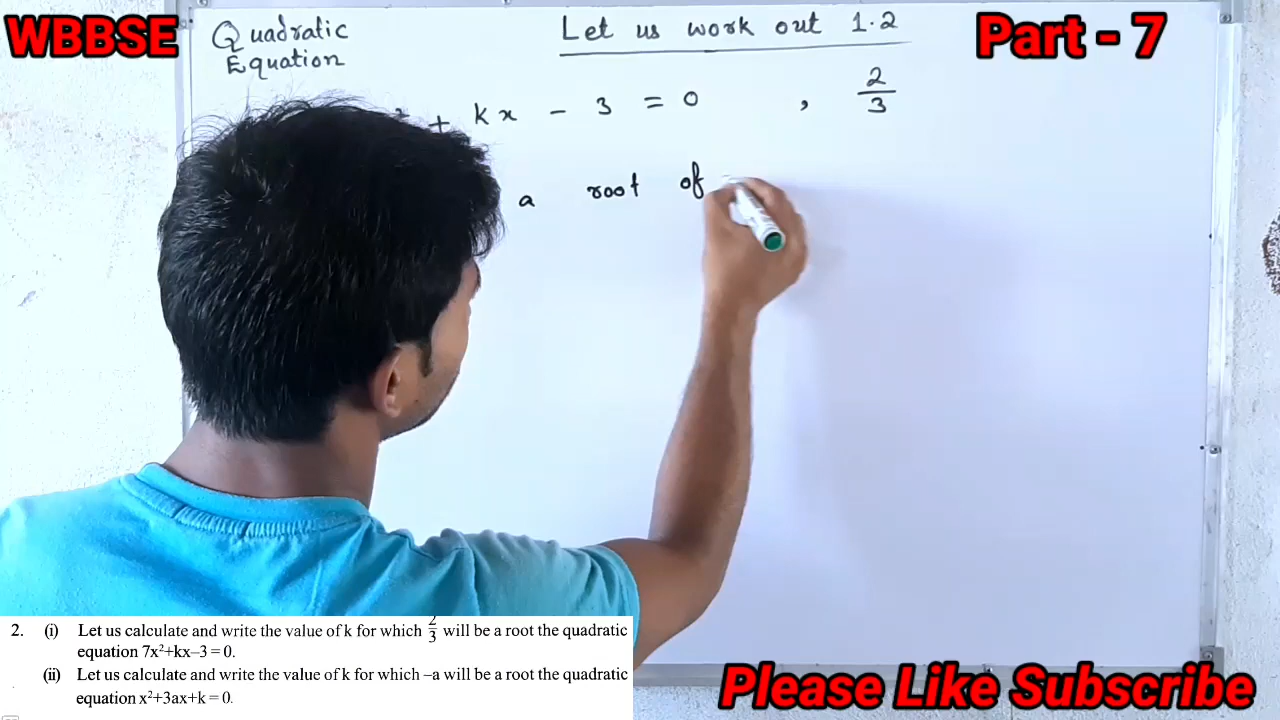 WBBSE
Quadratic
Equation
Let us work out 1.2
Part - 7
+ kx - 3 = 0 , 2/3
a root of
2. (i) Let us calculate and write the value of k for which 2/3 will be a root the quadratic
equation 7x²+kx–3 = 0.
(ii) Let us calculate and write the value of k for which –a will be a root the quadratic
equation x²+3ax+k = 0.
Please Like Subscribe